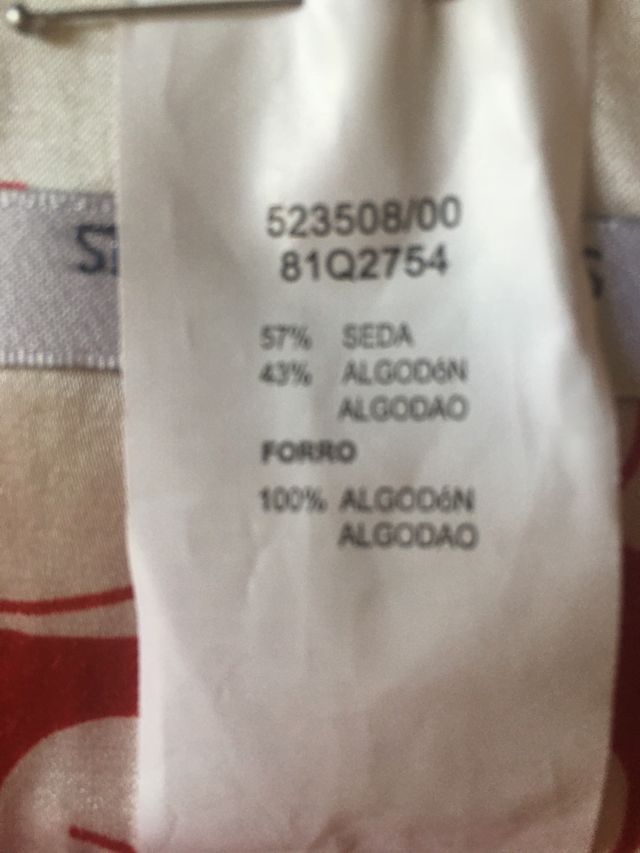 523508/00
81Q2754
57% SEDA
43% ALGODóN
ALGODAO
FORRO
100% ALGODóN
ALGODAO